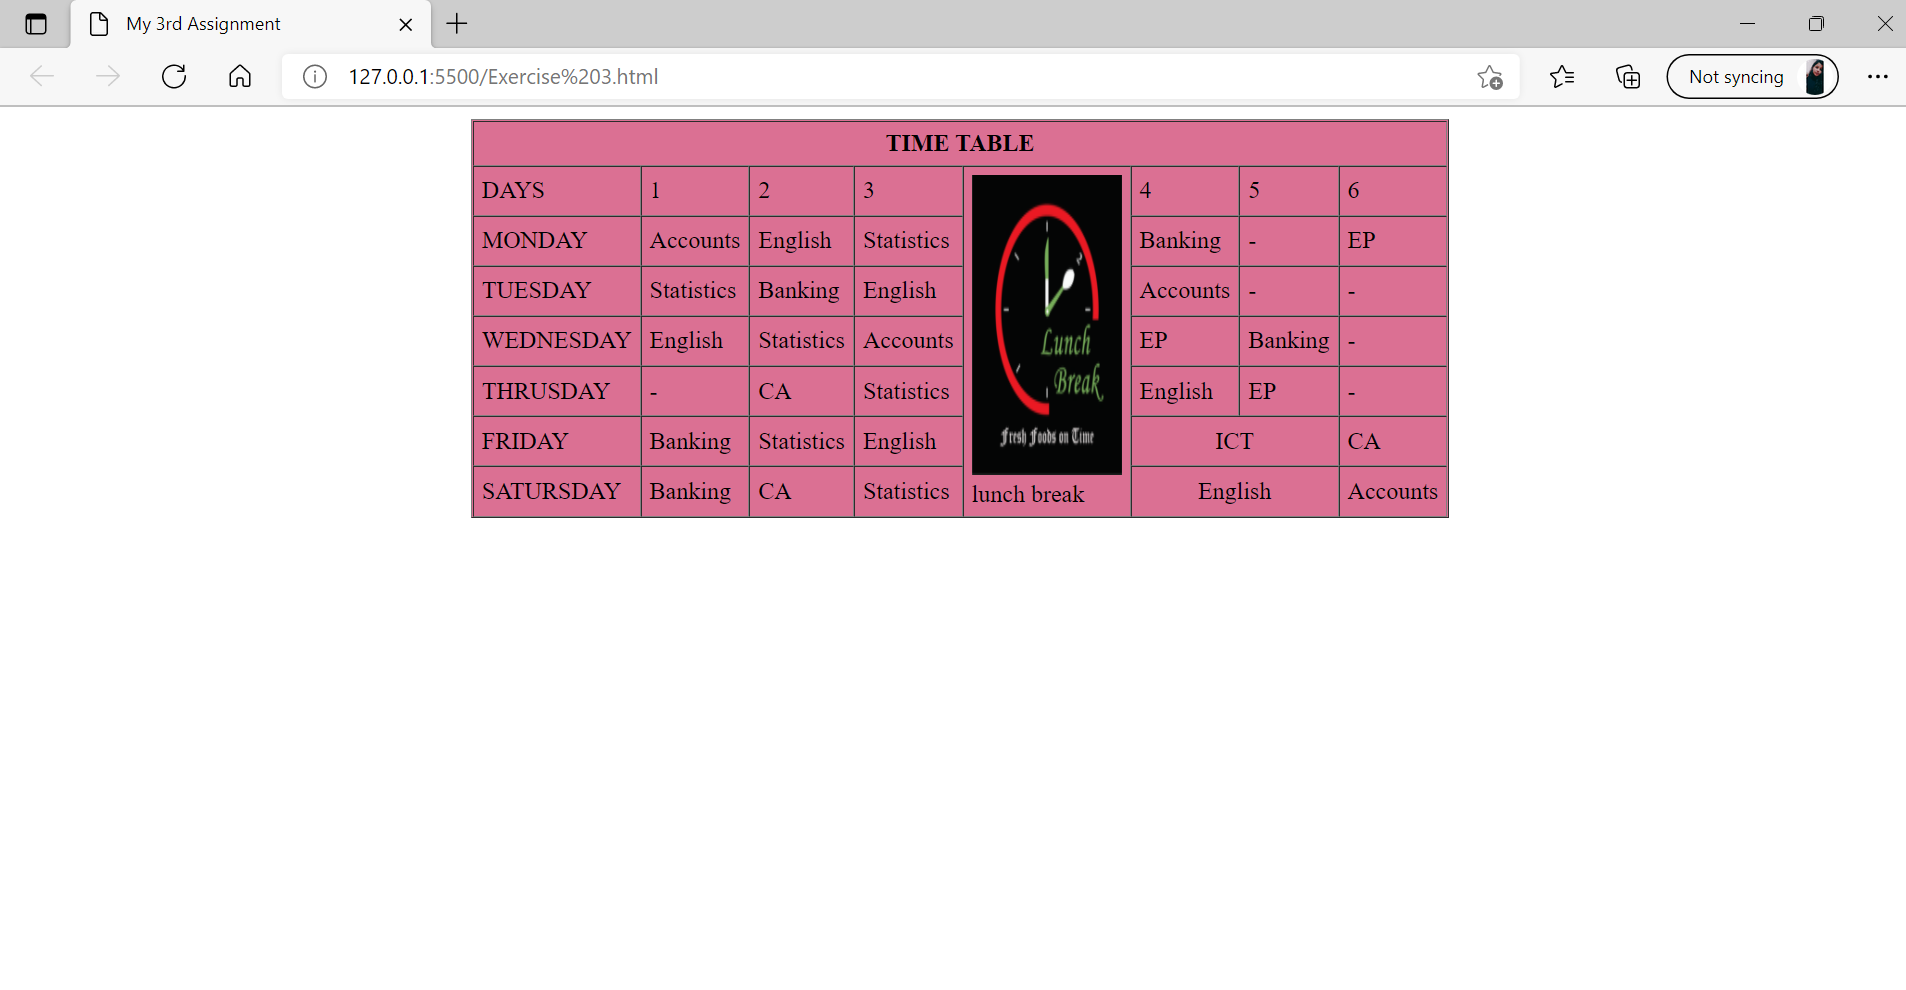 My 3rd Assignment
127.0.0.1:5500/Exercise%203.html
Not syncing
TIME TABLE
DAYS 1 2 3 4 5 6
MONDAY Accounts English Statistics Banking - EP
TUESDAY Statistics Banking English Accounts - -
WEDNESDAY English Statistics Accounts EP Banking -
THRUSDAY - CA Statistics English EP -
FRIDAY Banking Statistics English ICT CA
SATURSDAY Banking CA Statistics English Accounts
Lunch
Break
Fresh Foods on Time
lunch break